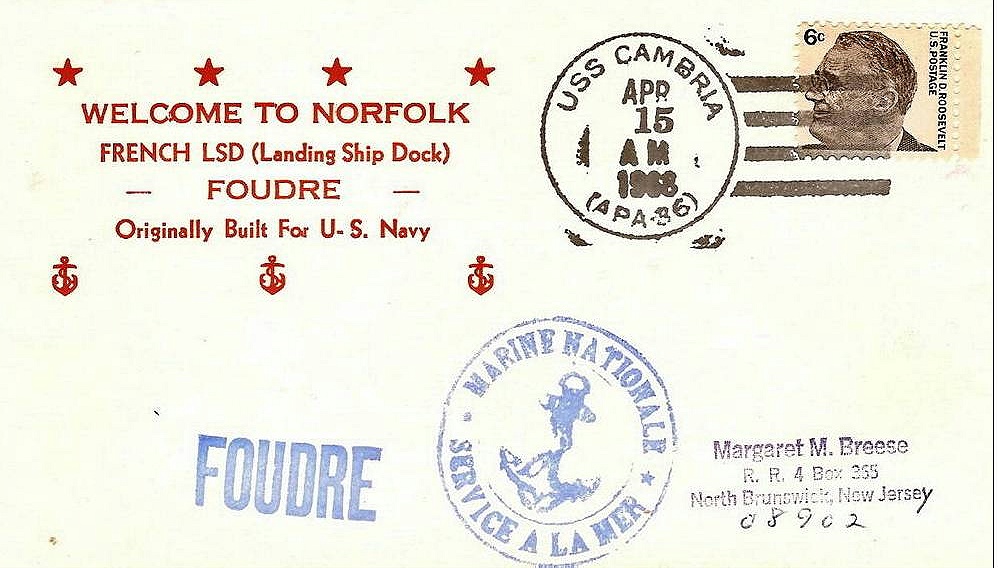 WELCOME TO NORFOLK
FRENCH LSD (Landing Ship Dock)
— FOUDRE —
Originally Built For U-S. Navy
USS CAMBRIA
APR
15
AM
1968
(APA-36)
6c
FRANKLIN D. ROOSEVELT
U.S. POSTAGE
FOUDRE
MARINE NATIONALE
★ SERVICE A LA MER ★
Margaret M. Breese
R. R. 4 Box 355
North Brunswick, New Jersey
08902